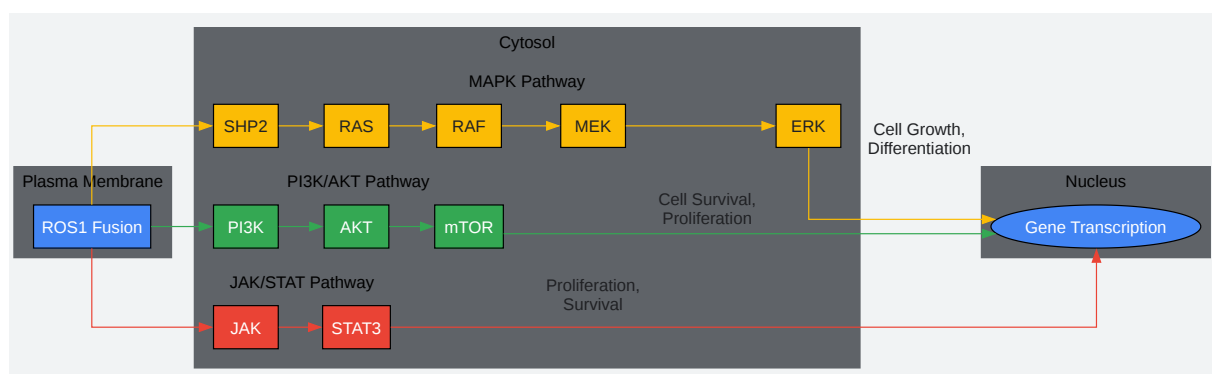 Cytosol
MAPK Pathway
SHP2
RAS
RAF
MEK
ERK
Cell Growth,
Differentiation
Plasma Membrane
ROS1 Fusion
PI3K/AKT Pathway
PI3K
AKT
mTOR
Cell Survival,
Proliferation
Nucleus
Gene Transcription
JAK/STAT Pathway
JAK
STAT3
Proliferation,
Survival